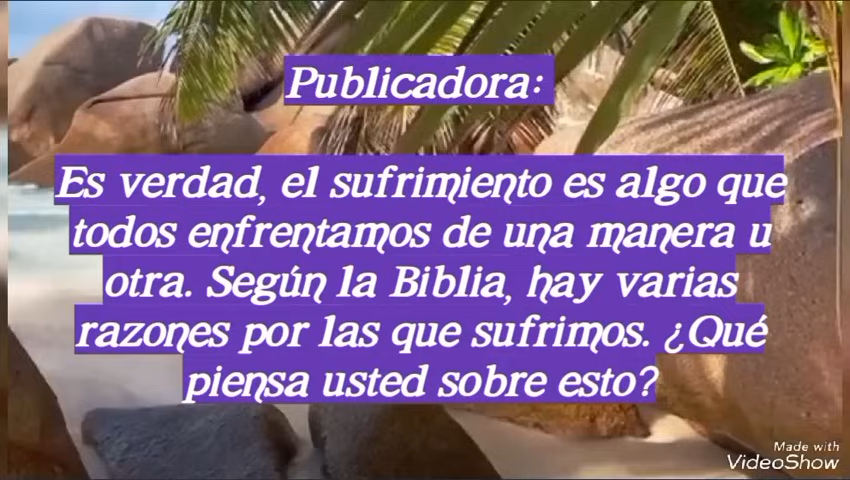 Publicadora:
Es verdad, el sufrimiento es algo que
todos enfrentamos de una manera u
otra. Según la Biblia, hay varias
razones por las que sufrimos. ¿Qué
piensa usted sobre esto?
Made with
VideoShow